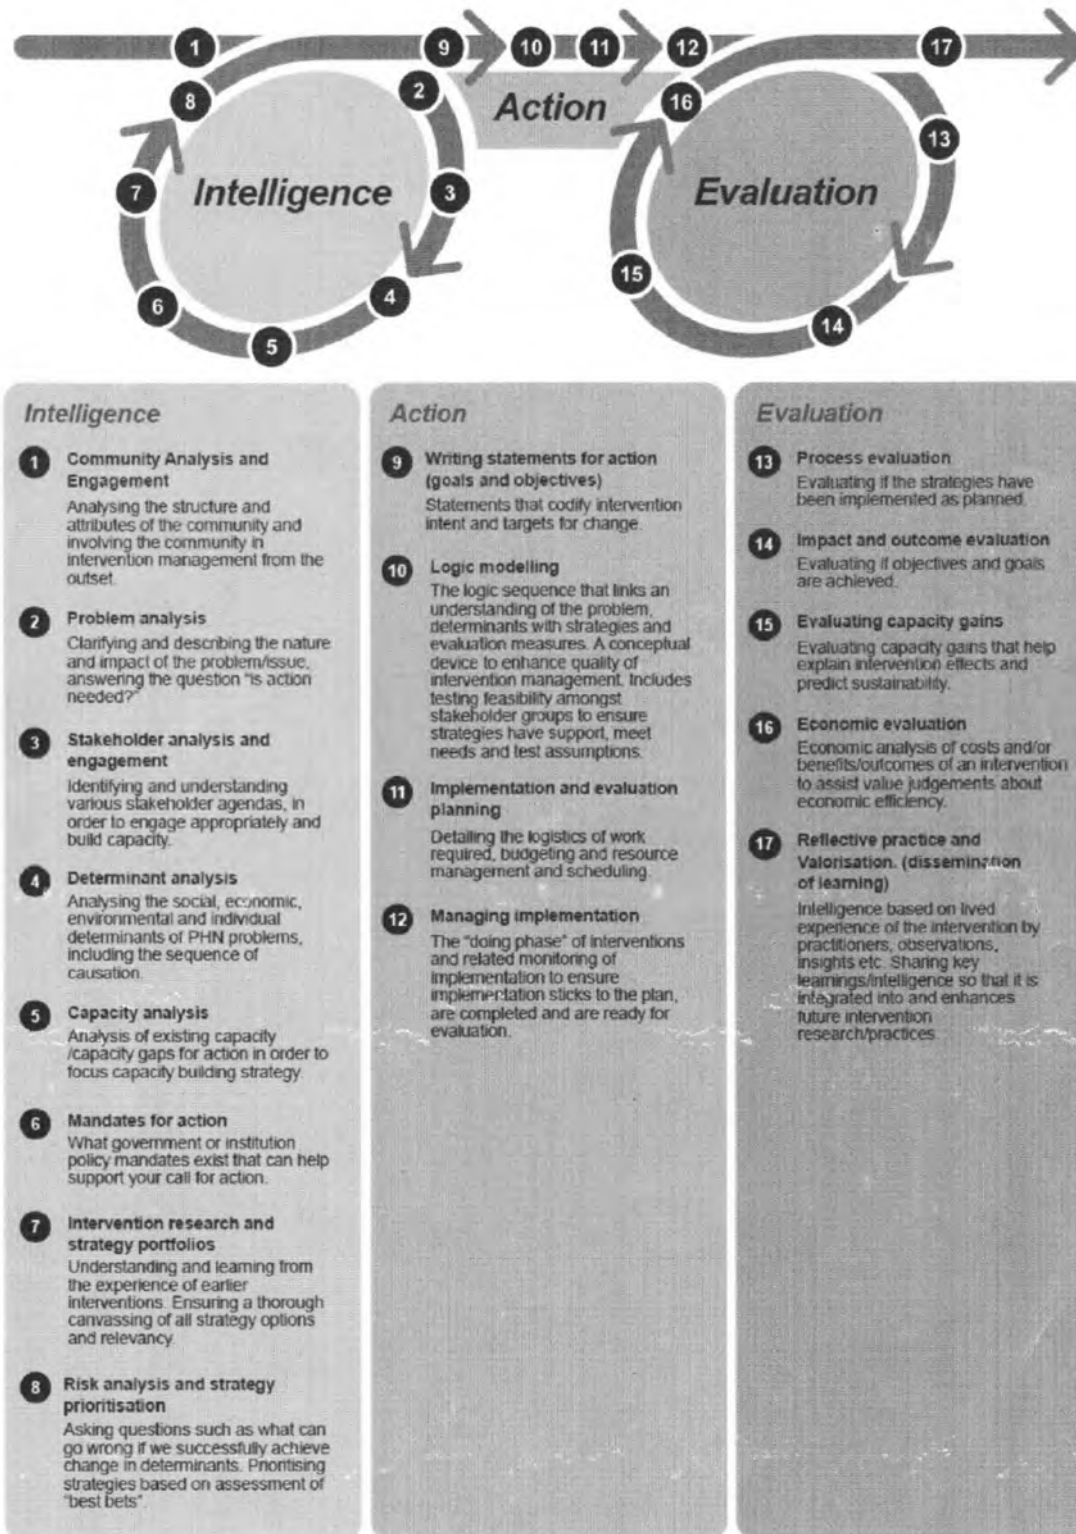 1
9
10
11
12
17
8
2
16
Action
13
7
Intelligence
3
Evaluation
15
6
4
5
14
Intelligence
1 Community Analysis and
Engagement
Analysing the structure and
attributes of the community and
involving the community in
intervention management from the
outset.
2 Problem analysis
Clarifying and describing the nature
and impact of the problem/issue,
answering the question "is action
needed?"
3 Stakeholder analysis and
engagement
Identifying and understanding
various stakeholder agendas, in
order to engage appropriately and
build capacity.
4 Determinant analysis
Analysing the social, economic,
environmental and individual
determinants of PHN problems,
including the sequence of
causation.
5 Capacity analysis
Analysis of existing capacity
/capacity gaps for action in order to
focus capacity building strategy.
6 Mandates for action
What government or institution
policy mandates exist that can help
support your call for action.
7 Intervention research and
strategy portfolios
Understanding and learning from
the experience of earlier
interventions. Ensuring a thorough
canvassing of all strategy options
and relevancy.
8 Risk analysis and strategy
prioritisation
Asking questions such as what can
go wrong if we successfully achieve
change in determinants. Prioritising
strategies based on assessment of
"best bets".
Action
9 Writing statements for action
(goals and objectives)
Statements that codify intervention
intent and targets for change.
10 Logic modelling
The logic sequence that links an
understanding of the problem,
determinants with strategies and
evaluation measures. A conceptual
device to enhance quality of
intervention management. Includes
testing feasibility amongst
stakeholder groups to ensure
strategies have support, meet
needs and test assumptions.
11 Implementation and evaluation
planning
Detailing the logistics of work
required, budgeting and resource
management and scheduling.
12 Managing implementation
The "doing phase" of interventions
and related monitoring of
implementation to ensure
implementation sticks to the plan,
are completed and are ready for
evaluation.
Evaluation
13 Process evaluation
Evaluating if the strategies have
been implemented as planned.
14 Impact and outcome evaluation
Evaluating if objectives and goals
are achieved.
15 Evaluating capacity gains
Evaluating capacity gains that help
explain intervention effects and
predict sustainability.
16 Economic evaluation
Economic analysis of costs and/or
benefits/outcomes of an intervention
to assist value judgements about
economic efficiency.
17 Reflective practice and
Valorisation. (dissemination
of learning)
Intelligence based on lived
experience of the intervention by
practitioners, observations,
insights etc. Sharing key
learnings/intelligence so that it is
integrated into and enhances
future intervention
research/practices.